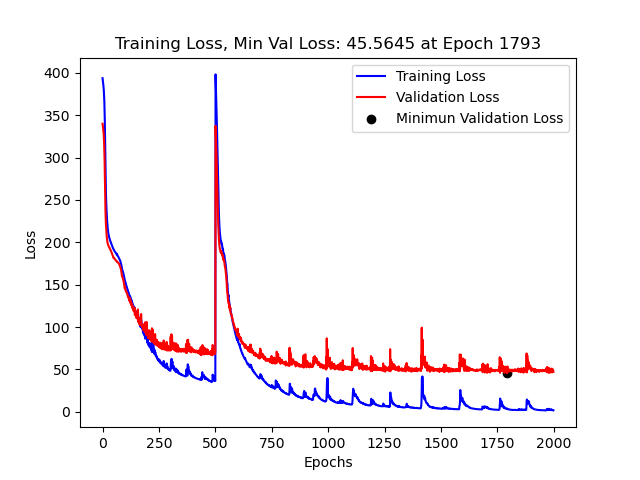 Training Loss, Min Val Loss: 45.5645 at Epoch 1793
Training Loss
Validation Loss
Minimun Validation Loss
Loss
400
350
300
250
200
150
100
50
0
0 250 500 750 1000 1250 1500 1750 2000
Epochs